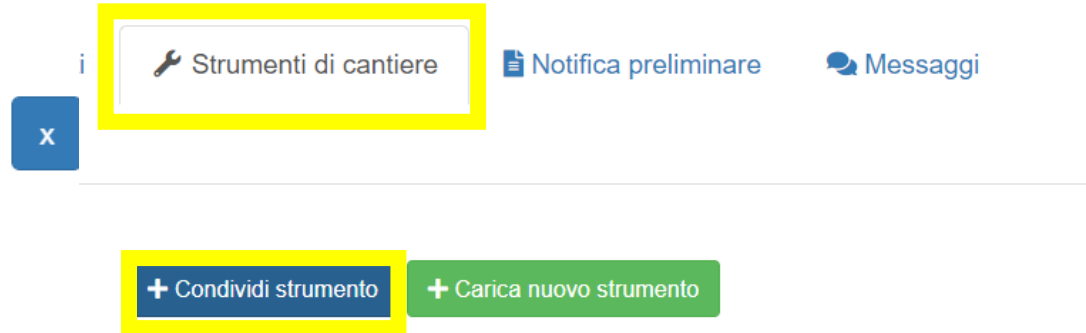 i Strumenti di cantiere Notifica preliminare Messaggi
x
+ Condividi strumento + Carica nuovo strumento